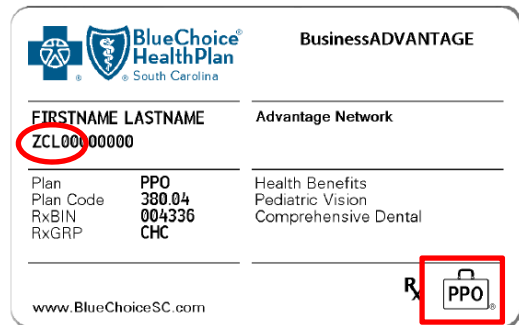 BlueChoice® BusinessADVANTAGE
HealthPlan
® ® South Carolina
FIRSTNAME LASTNAME Advantage Network
ZCL00000000
Plan PPO Health Benefits
Plan Code 380.04 Pediatric Vision
RxBIN 004336 Comprehensive Dental
RxGRP CHC
www.BlueChoiceSC.com Rx PPO®